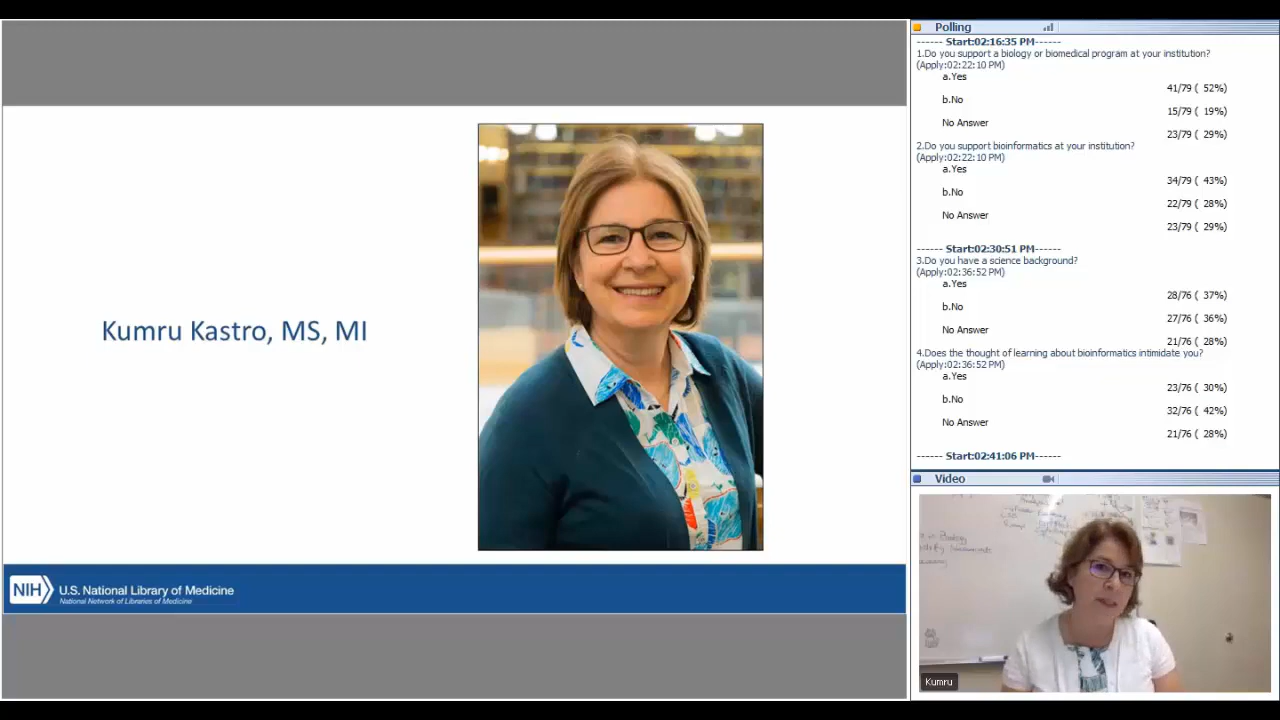 Kumru Kastro, MS, MI
NIH
U.S. National Library of Medicine
National Network of Libraries of Medicine
Polling
------ Start:02:16:35 PM------
1.Do you support a biology or biomedical program at your institution?
(Apply:02:22:10 PM)
a.Yes
41/79 ( 52%)
b.No
15/79 ( 19%)
No Answer
23/79 ( 29%)
2.Do you support bioinformatics at your institution?
(Apply:02:22:10 PM)
a.Yes
34/79 ( 43%)
b.No
22/79 ( 28%)
No Answer
23/79 ( 29%)
------ Start:02:30:51 PM------
3.Do you have a science background?
(Apply:02:36:52 PM)
a.Yes
28/76 ( 37%)
b.No
27/76 ( 36%)
No Answer
21/76 ( 28%)
4.Does the thought of learning about bioinformatics intimidate you?
(Apply:02:36:52 PM)
a.Yes
23/76 ( 30%)
b.No
32/76 ( 42%)
No Answer
21/76 ( 28%)
------ Start:02:41:06 PM------
Video
Kumru